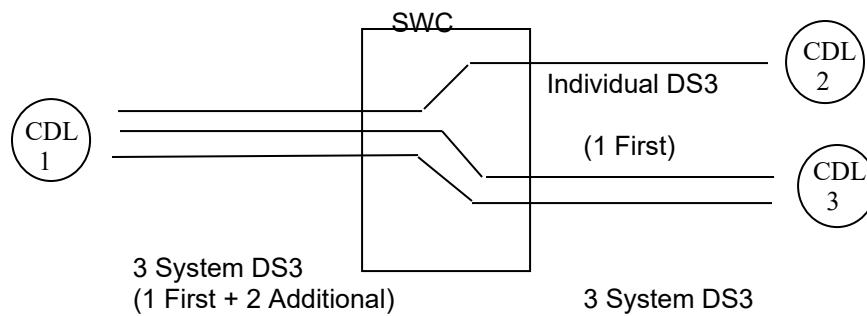 SWC
CDL
2
Individual DS3
CDL
1
(1 First)
CDL
3
3 System DS3
(1 First + 2 Additional)
3 System DS3